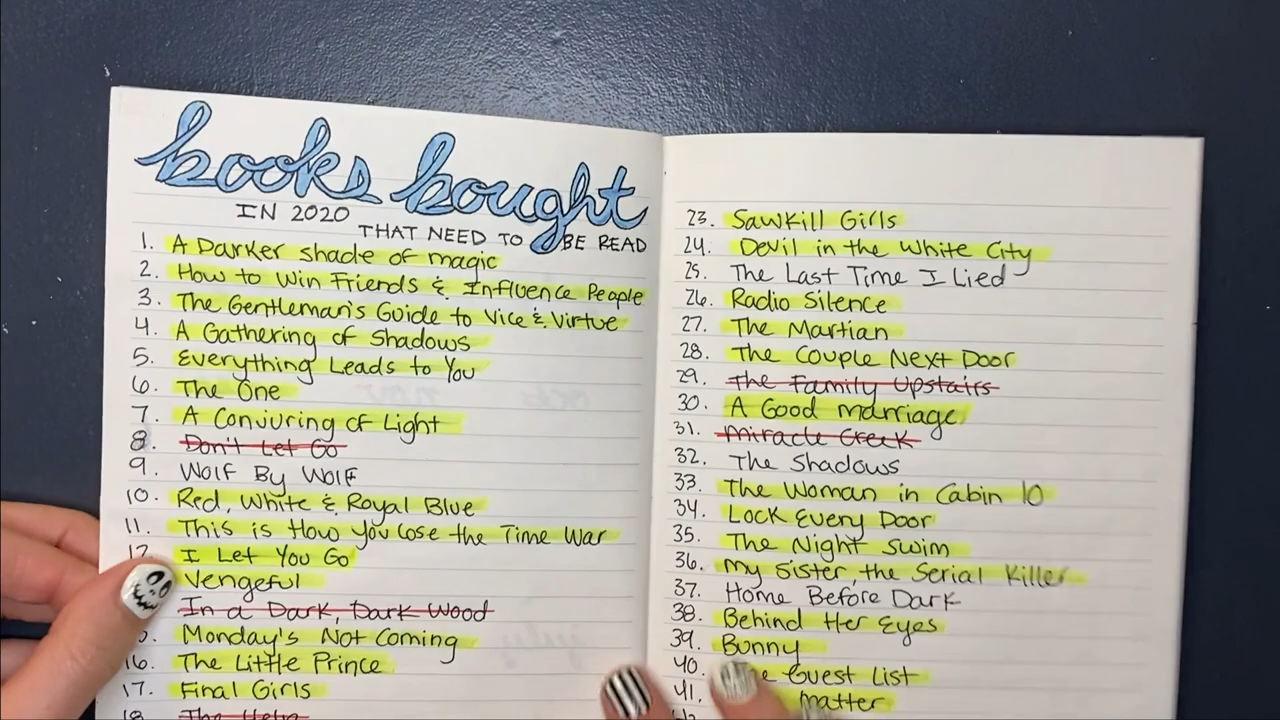 books bought
IN 2020
THAT NEED TO BE READ
1. A Darker shade of magic
2. How to Win Friends & Influence People
3. The Gentleman's Guide to Vice & Virtue
4. A Gathering of Shadows
5. Everything Leads to You
6. The One
7. A Conjuring of Light
8. Don't Let Go
9. Wolf By Wolf
10. Red, White & Royal Blue
11. This is How You Lose the Time War
12. I Let You Go
Vengeful
In a Dark, Dark Wood
Monday's Not Coming
16. The Little Prince
17. Final Girls
18. The
23. Sawkill Girls
24. Devil in the White City
25. The Last Time I Lied
26. Radio Silence
27. The Martian
28. The Couple Next Door
29. The Family Upstairs
30. A Good marriage
31. Miracle Creek
32. The Shadows
33. The Woman in Cabin 10
34. Lock Every Door
35. The Night Swim
36. My Sister, the Serial Killer
37. Home Before Dark
38. Behind Her Eyes
39. Bunny
40. Guest List
41. Matter